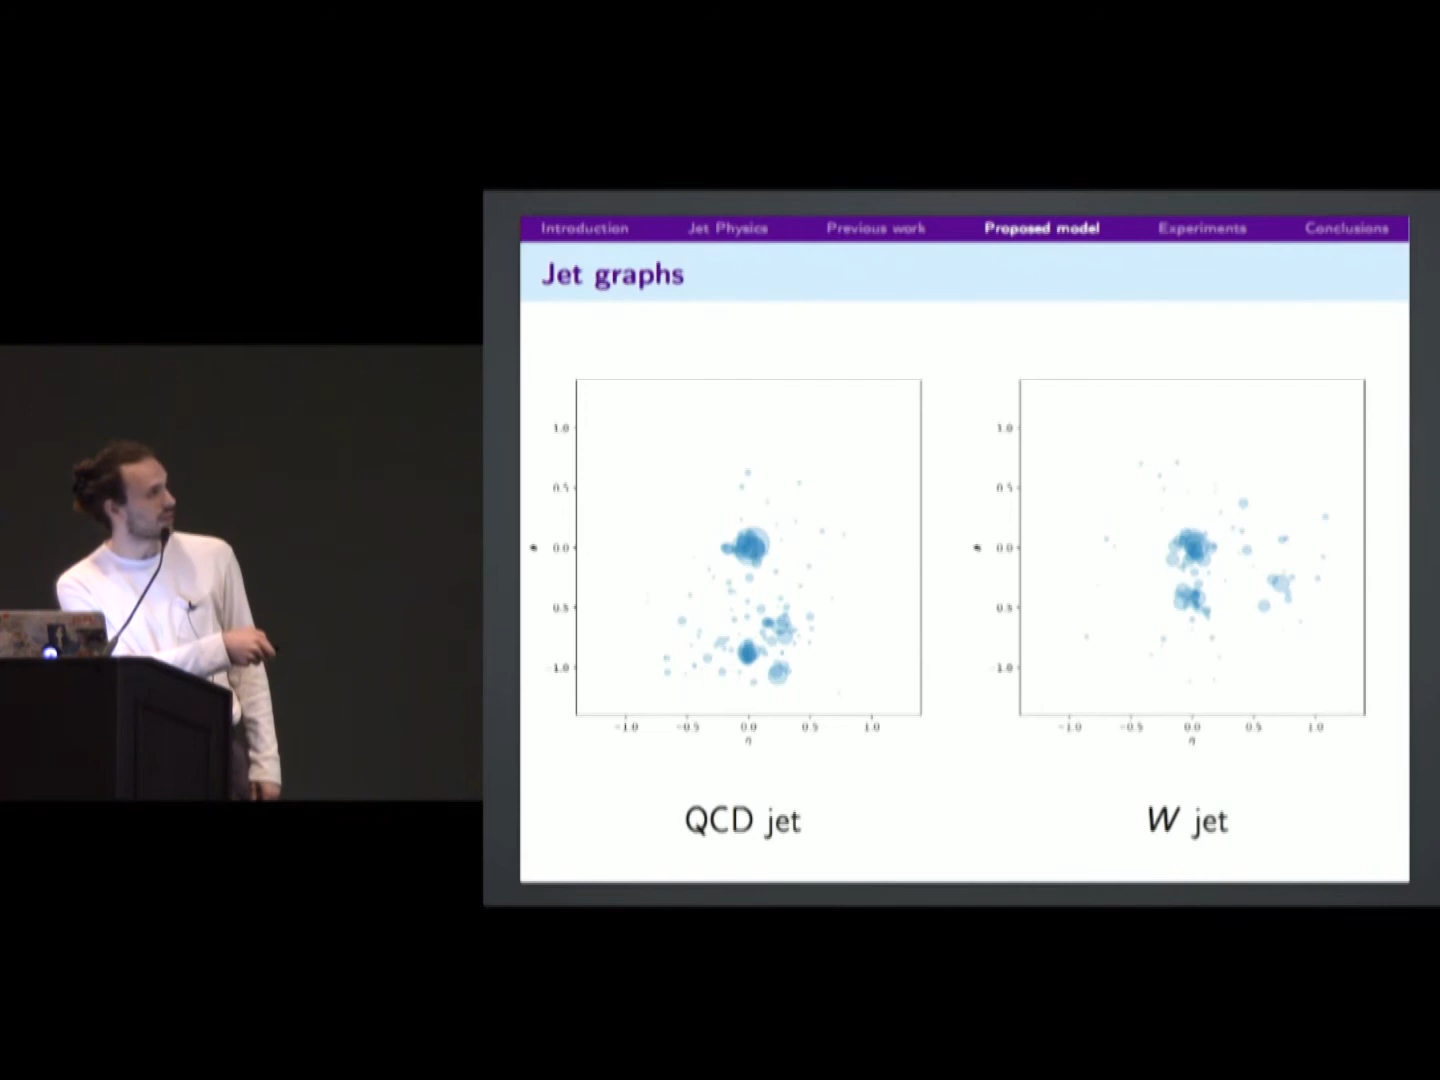 Introduction Jet Physics Previous work Proposed model Experiments Conclusions
Jet graphs
1.0
0.5
0.0
0.5
-1.0
-1.0 -0.5 0.0 0.5 1.0
η
1.0
0.5
0.0
0.5
-1.0
-1.0 -0.5 0.0 0.5 1.0
η
QCD jet
W jet